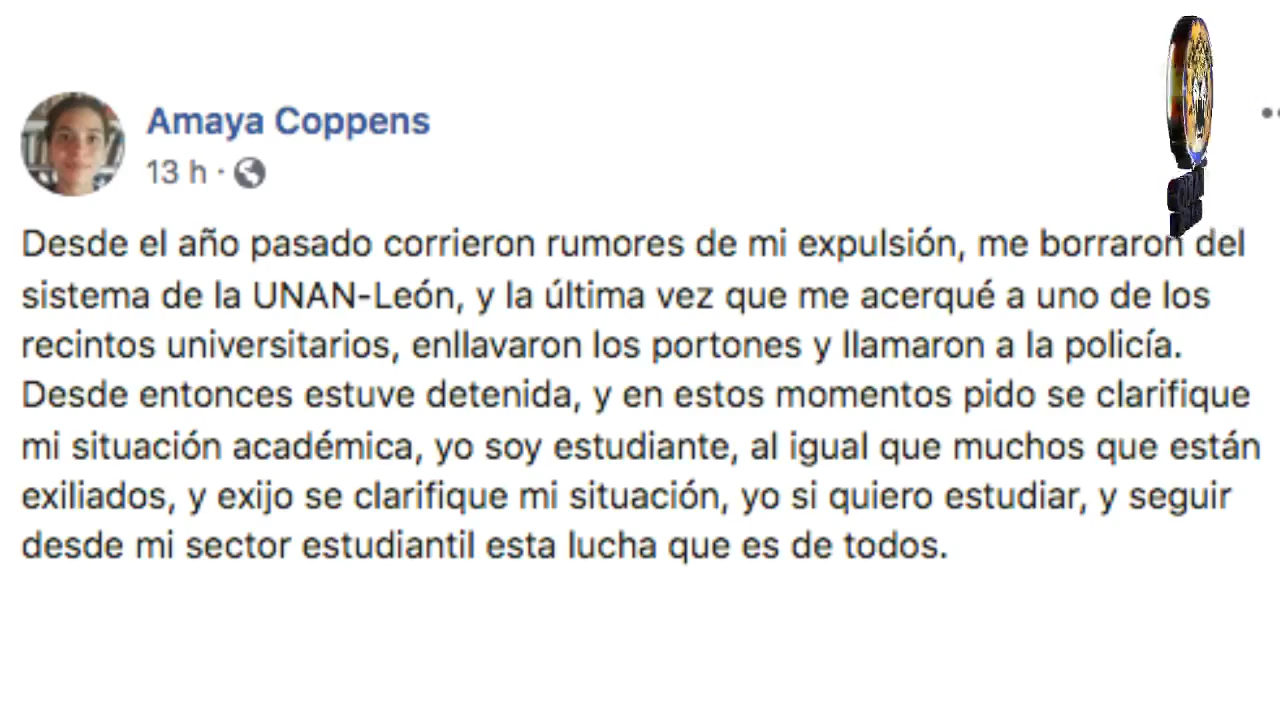 Amaya Coppens
13 h ·
Desde el año pasado corrieron rumores de mi expulsión, me borraron del
sistema de la UNAN-León, y la última vez que me acerqué a uno de los
recintos universitarios, enllavaron los portones y llamaron a la policía.
Desde entonces estuve detenida, y en estos momentos pido se clarifique
mi situación académica, yo soy estudiante, al igual que muchos que están
exiliados, y exijo se clarifique mi situación, yo si quiero estudiar, y seguir
desde mi sector estudiantil esta lucha que es de todos.